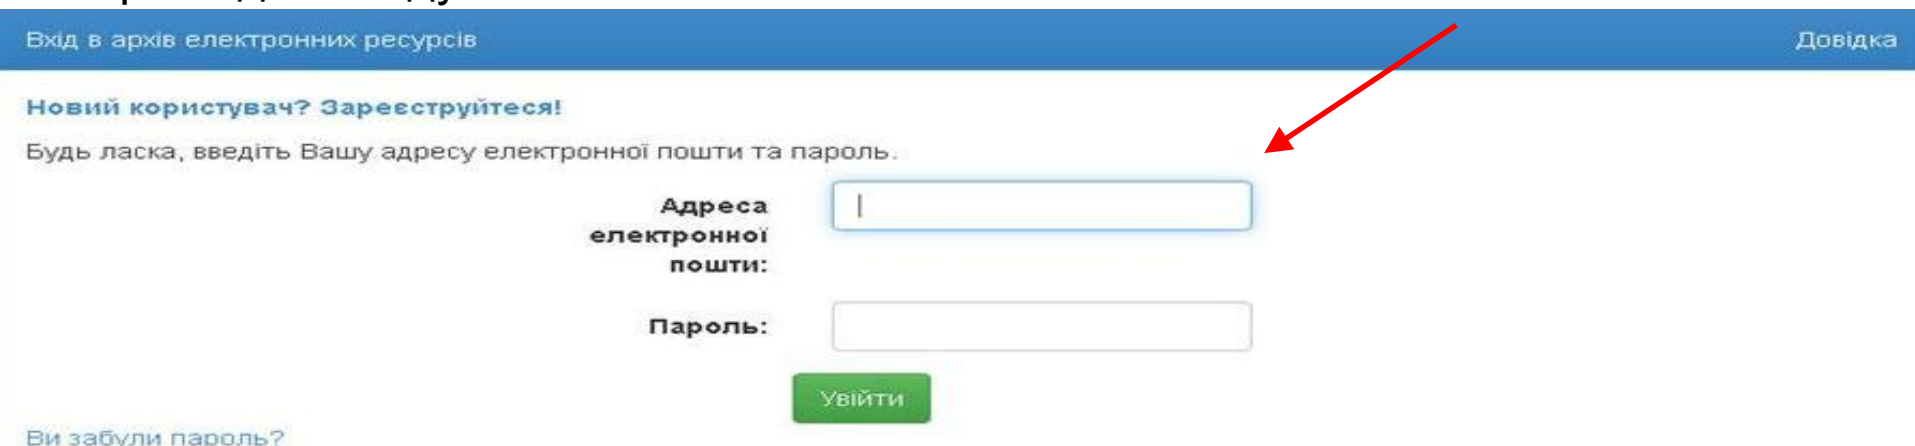 Вхід в архів електронних ресурсів Довідка
Новий користувач? Зареєструйтеся!
Будь ласка, введіть Вашу адресу електронної пошти та пароль.
Адреса
електронної
пошти:
Пароль:
Увійти
Ви забули пароль?